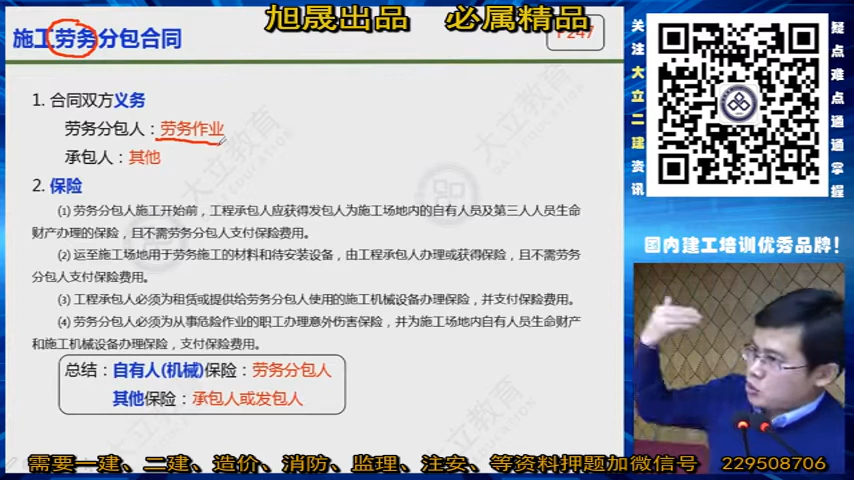 旭晟出品 必属精品
施工劳务分包合同
P247
1. 合同双方义务
劳务分包人：劳务作业
承包人：其他
2. 保险
⑴ 劳务分包人施工开始前，工程承包人应获得发包人为施工场地内的自有人员及第三人人员生命
财产办理的保险，且不需劳务分包人支付保险费用。
⑵ 运至施工场地用于劳务施工的材料和待安装设备，由工程承包人办理或获得保险，且不需劳务
分包人支付保险费用。
⑶ 工程承包人必须为租赁或提供给劳务分包人使用的施工机械设备办理保险，并支付保险费用。
⑷ 劳务分包人必须为从事危险作业的职工办理意外伤害保险，并为施工场地内自有人员生命财产
和施工机械设备办理保险，支付保险费用。
总结：自有人(机械)保险：劳务分包人
其他保险：承包人或发包人
关注大立二建资讯
疑点难点通通掌握
国内建工培训优秀品牌！
大立教育
DALI EDUCATION
大立教育
大立教育
需要一建、二建、造价、消防、监理、注安、等资料押题加微信号 229508706